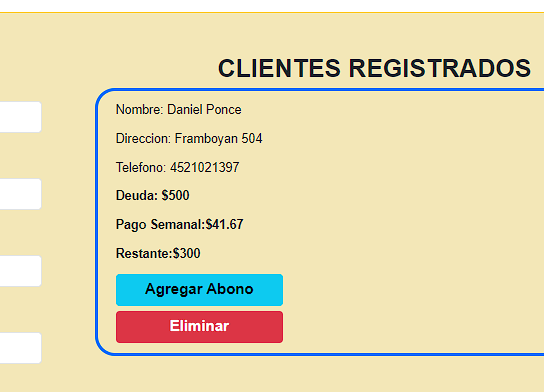 CLIENTES REGISTRADOS
Nombre: Daniel Ponce
Direccion: Framboyan 504
Telefono: 4521021397
Deuda: $500
Pago Semanal:$41.67
Restante:$300
Agregar Abono
Eliminar